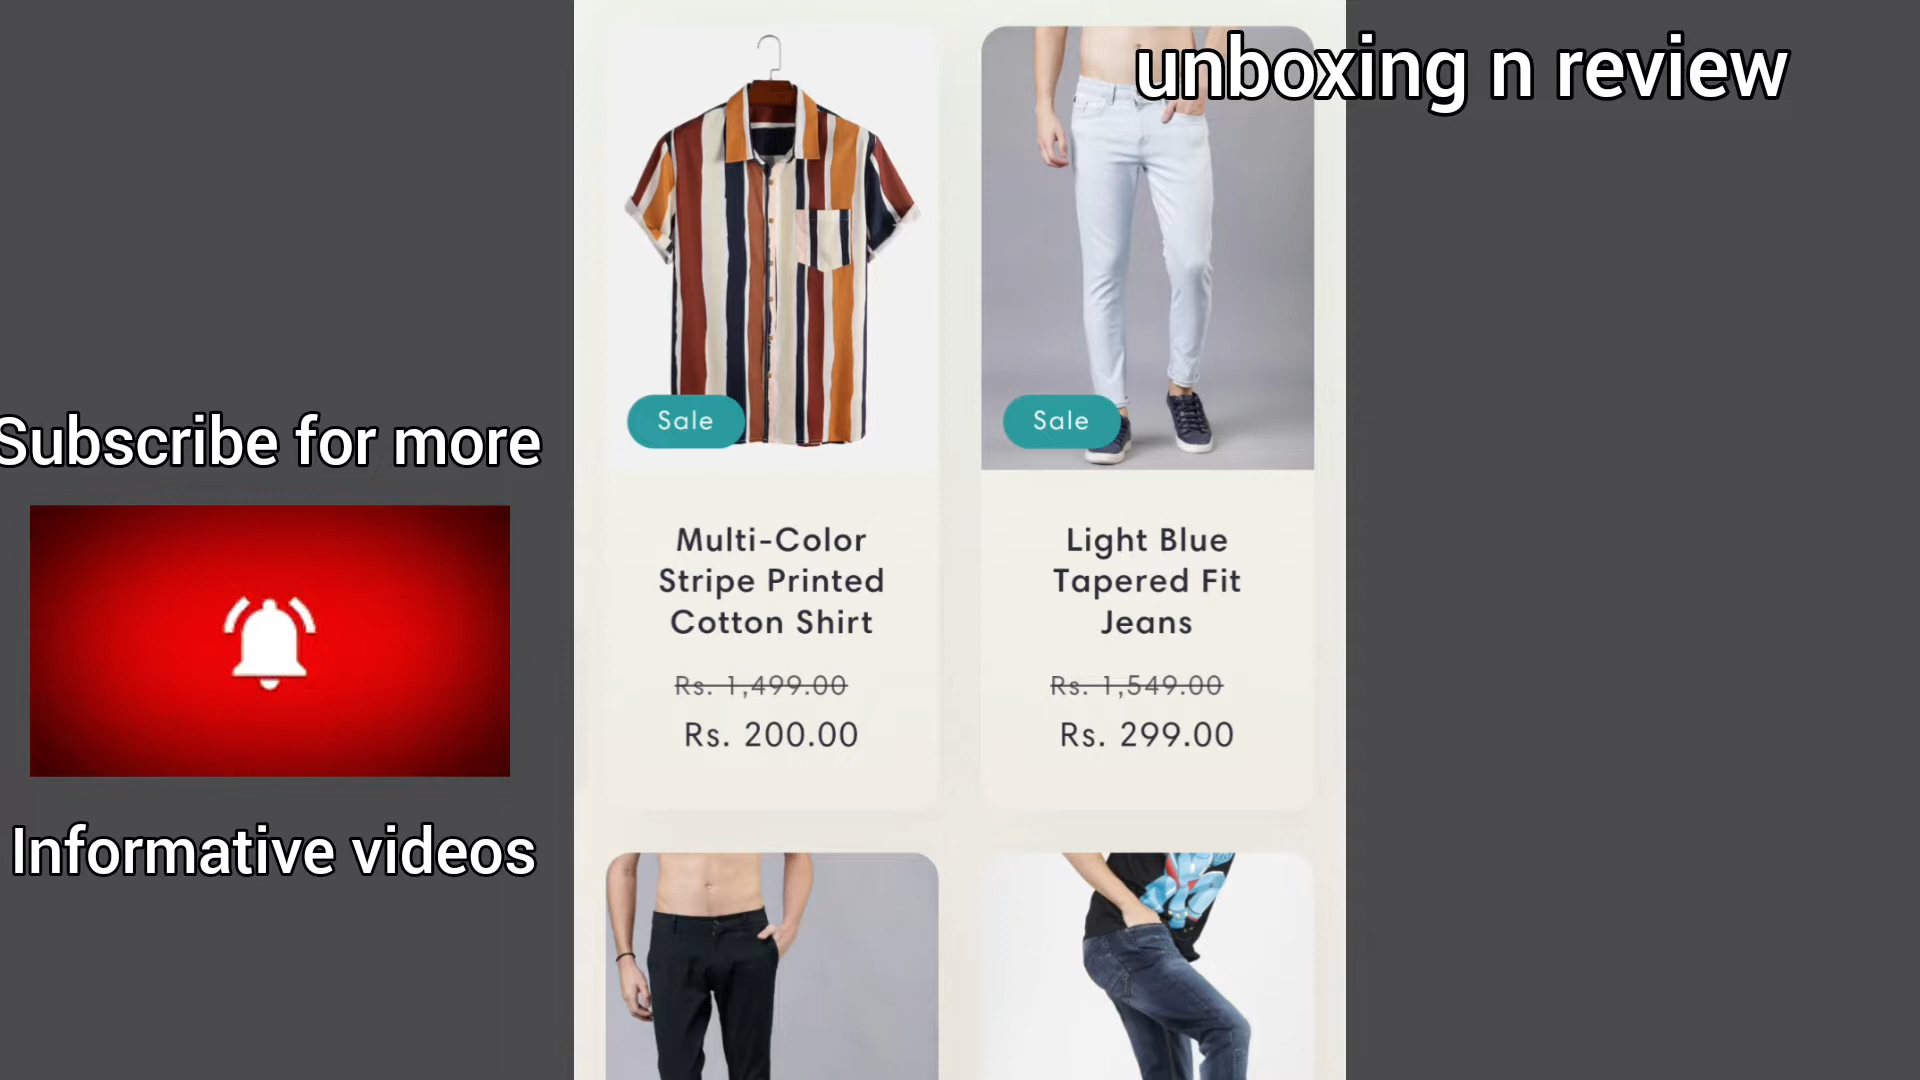 unboxing n review
Subscribe for more
Informative videos
Sale
Multi-Color
Stripe Printed
Cotton Shirt
Rs. 1,499.00
Rs. 200.00
Sale
Light Blue
Tapered Fit
Jeans
Rs. 1,549.00
Rs. 299.00